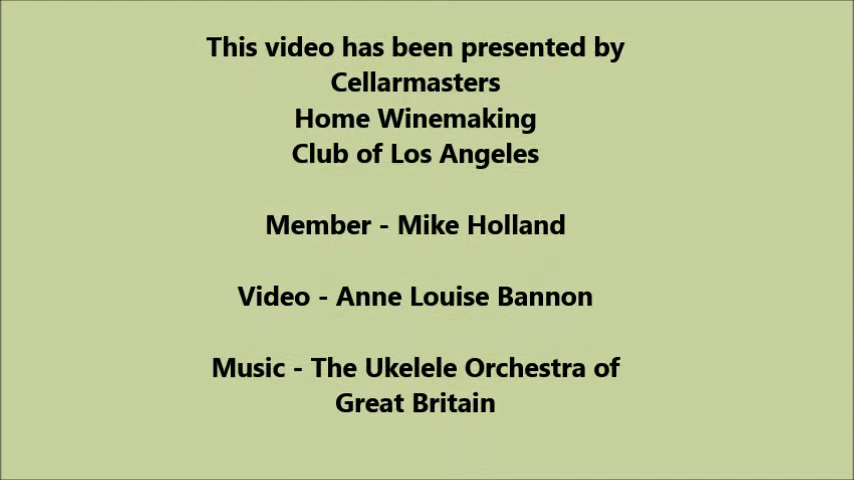 This video has been presented by
Cellarmasters
Home Winemaking
Club of Los Angeles
Member - Mike Holland
Video - Anne Louise Bannon
Music - The Ukelele Orchestra of
Great Britain